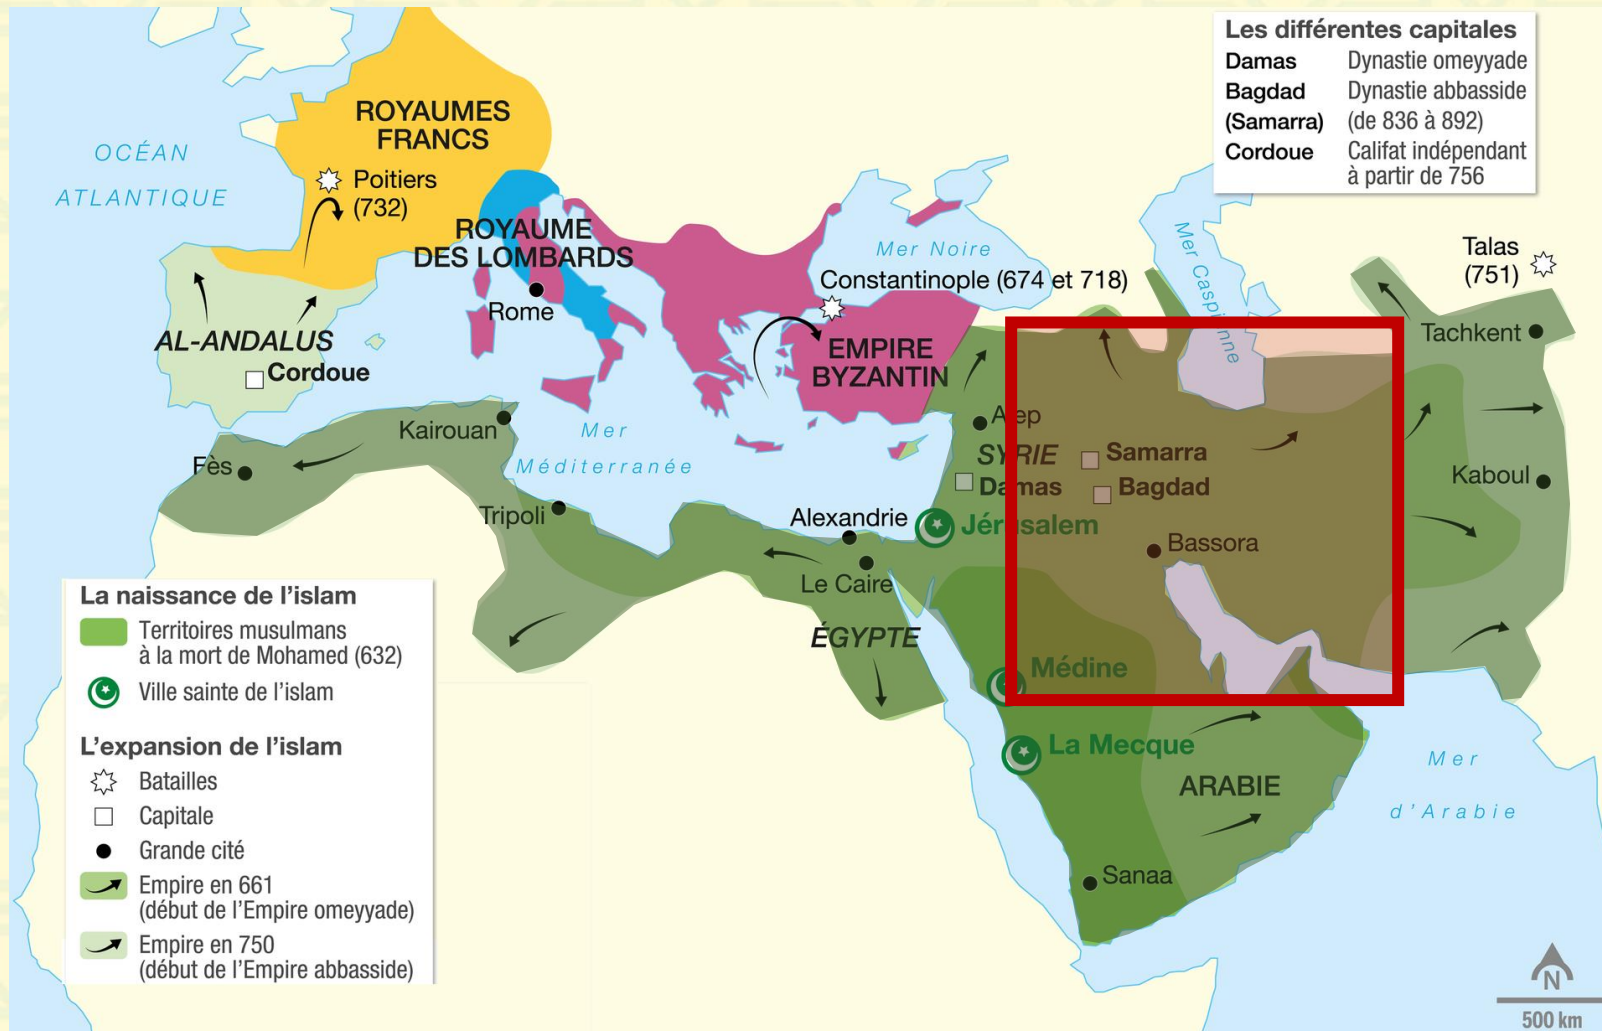 Les différentes capitales
Damas Dynastie omeyyade
Bagdad Dynastie abbasside
(Samarra) (de 836 à 892)
Cordoue Califat indépendant
à partir de 756
ROYAUMES
FRANCS
OCÉAN
ATLANTIQUE
Poitiers
(732)
ROYAUME
DES LOMBARDS
Rome
Mer Noire
Constantinople (674 et 718)
Mer Caspinne
Talas
(751)
Tachkent
AL-ANDALUS
Cordoue
EMPIRE
BYZANTIN
Kairouan
Mer
Méditerranée
Fès
Tripoli
Alep
SYRIE
Damas
Samarra
Bagdad
Kaboul
Alexandrie
Jérusalem
Bassora
Le Caire
ÉGYPTE
Médine
La Mecque
ARABIE
Mer
d'Arabie
Sanaa
La naissance de l'islam
Territoires musulmans
à la mort de Mohamed (632)
Ville sainte de l'islam
L'expansion de l'islam
Batailles
Capitale
Grande cité
Empire en 661
(début de l'Empire omeyyade)
Empire en 750
(début de l'Empire abbasside)
N
500 km